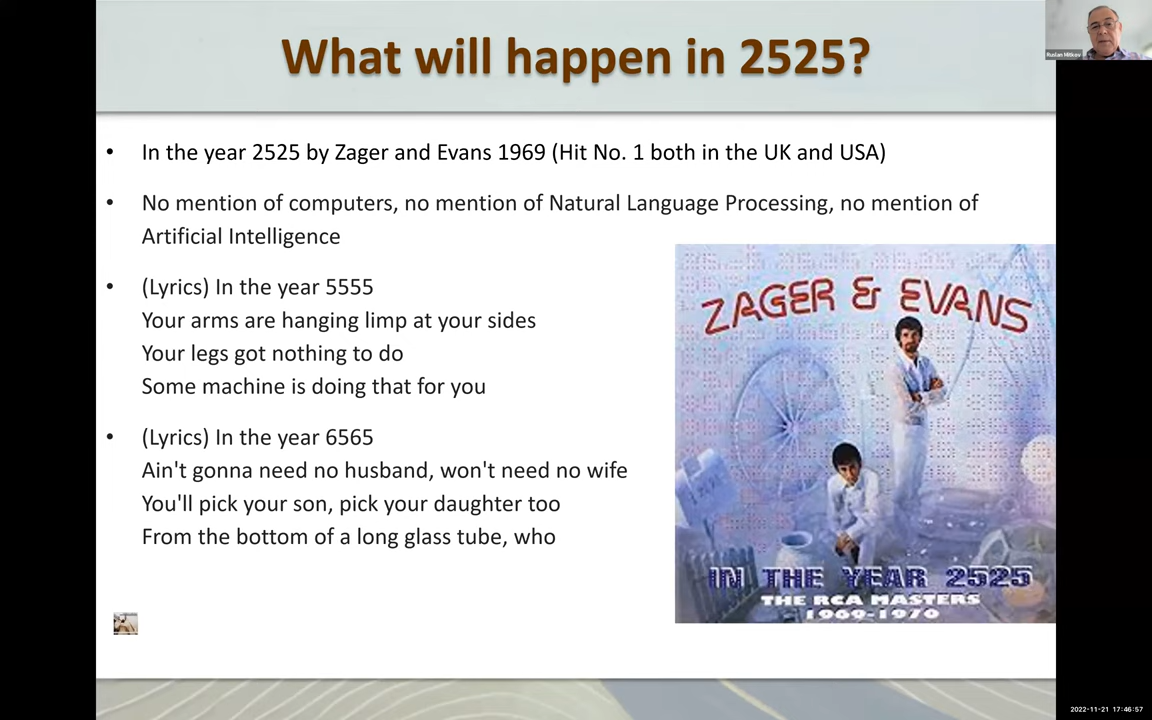 What will happen in 2525?
Ruslan Mitkov
• In the year 2525 by Zager and Evans 1969 (Hit No. 1 both in the UK and USA)
• No mention of computers, no mention of Natural Language Processing, no mention of
Artificial Intelligence
• (Lyrics) In the year 5555
Your arms are hanging limp at your sides
Your legs got nothing to do
Some machine is doing that for you
• (Lyrics) In the year 6565
Ain't gonna need no husband, won't need no wife
You'll pick your son, pick your daughter too
From the bottom of a long glass tube, who
ZAGER & EVANS
IN THE YEAR 2525
THE RCA MASTERS
1969-1970
2022-11-21 17:46:57